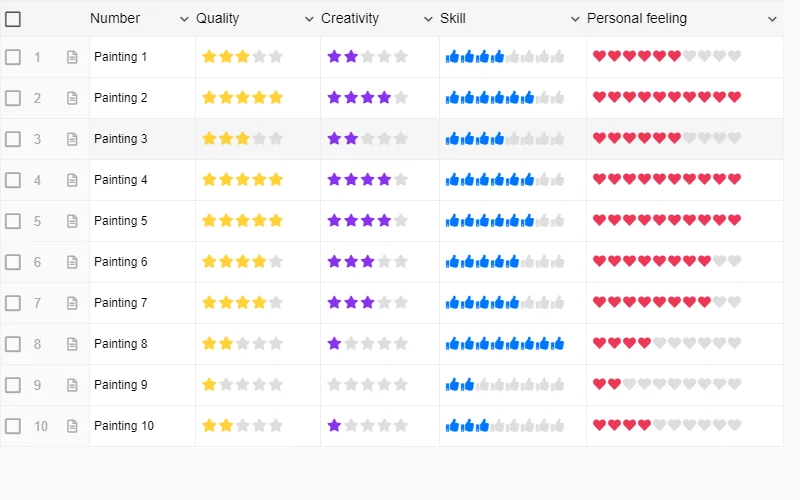 Number Quality Creativity Skill Personal feeling
1 Painting 1
2 Painting 2
3 Painting 3
4 Painting 4
5 Painting 5
6 Painting 6
7 Painting 7
8 Painting 8
9 Painting 9
10 Painting 10